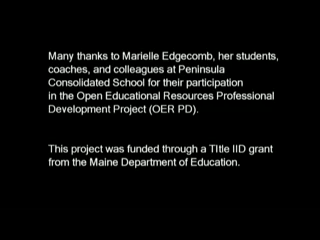 Many thanks to Marielle Edgecomb, her students,
coaches, and colleagues at Peninsula
Consolidated School for their participation
in the Open Educational Resources Professional
Development Project (OER PD).
This project was funded through a TItle IID grant
from the Maine Department of Education.